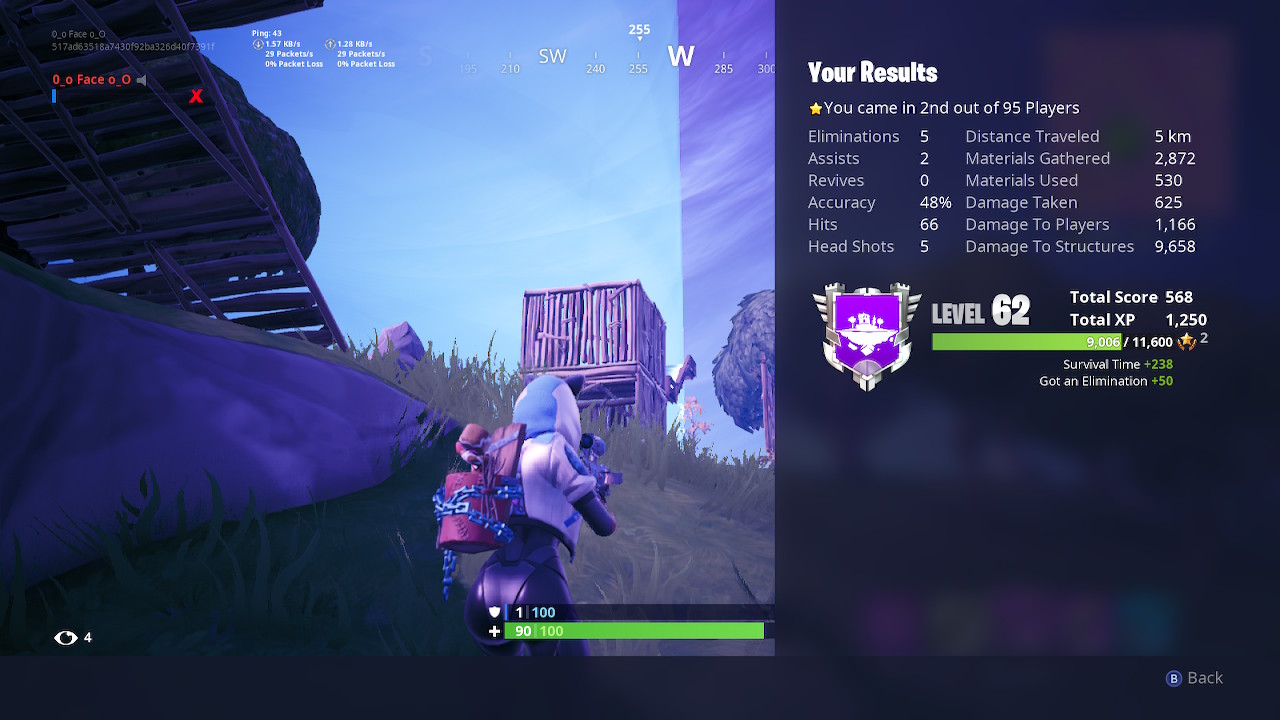 0_o Face o_O
Ping: 43
1.57 KB/s 1.28 KB/s
29 Packets/s 29 Packets/s
0% Packet Loss 0% Packet Loss
0_o Face o_O X
255
S 195 210 SW 240 255 W 285 300
Your Results
You came in 2nd out of 95 Players
Eliminations 5 Distance Traveled 5 km
Assists 2 Materials Gathered 2,872
Revives 0 Materials Used 530
Accuracy 48% Damage Taken 625
Hits 66 Damage To Players 1,166
Head Shots 5 Damage To Structures 9,658
LEVEL 62
Total Score 568
Total XP 1,250
9,006 / 11,600 2
Survival Time +238
Got an Elimination +50
1 | 100
90 | 100
4
B Back